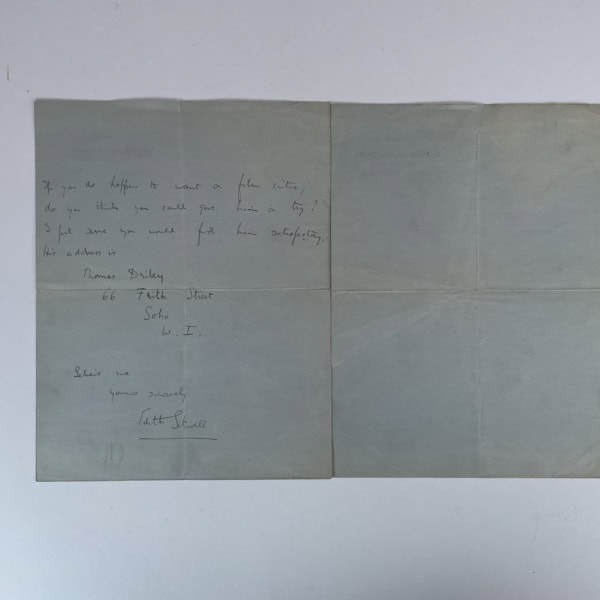 If you do happen to want a film critic,
do you think you could give him a try?
I feel sure you would find him satisfactory.
His address is
Thomas Driberg
66 Frith Street
Soho
W. I.
Believe me
Yours sincerely
Edith Sitwell